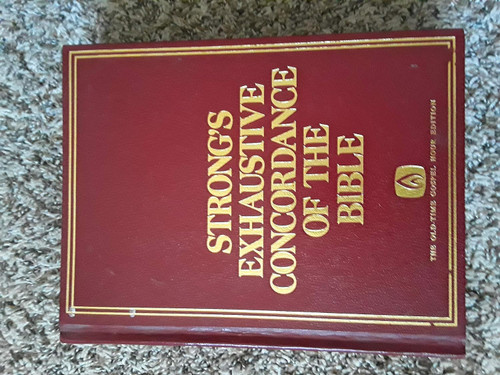 STRONG'S
EXHAUSTIVE
CONCORDANCE
OF THE
BIBLE
THE OLD-TIME GOSPEL HOUR EDITION